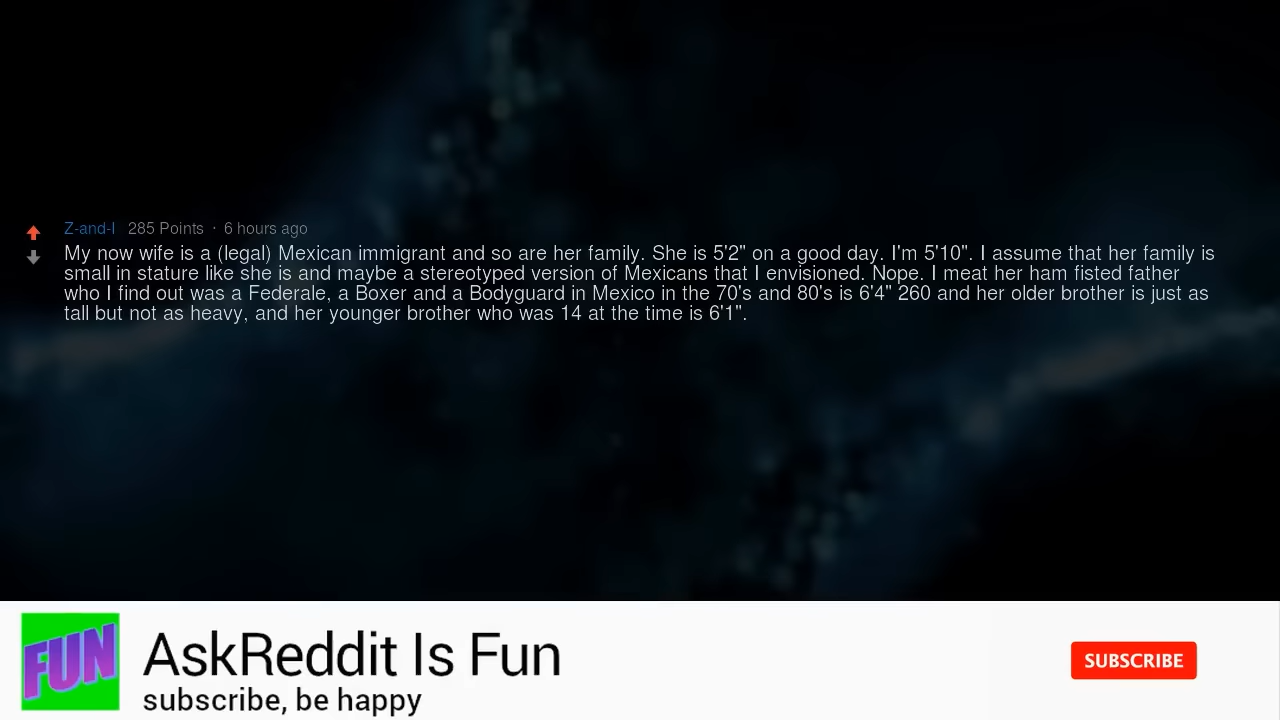 Z-and-I 285 Points · 6 hours ago
My now wife is a (legal) Mexican immigrant and so are her family. She is 5'2" on a good day. I'm 5'10". I assume that her family is
small in stature like she is and maybe a stereotyped version of Mexicans that I envisioned. Nope. I meat her ham fisted father
who I find out was a Federale, a Boxer and a Bodyguard in Mexico in the 70's and 80's is 6'4" 260 and her older brother is just as
tall but not as heavy, and her younger brother who was 14 at the time is 6'1".
FUN
AskReddit Is Fun
subscribe, be happy
SUBSCRIBE